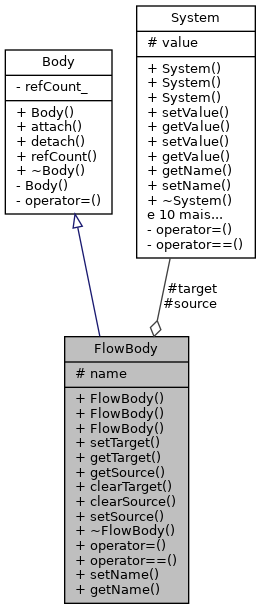 System
# value
+ System()
+ System()
+ System()
+ setValue()
+ getValue()
+ setValue()
+ getValue()
+ getName()
+ setName()
+ ~System()
e 10 mais...
- operator=()
- operator==()
Body
- refCount_
+ Body()
+ attach()
+ detach()
+ refCount()
+ ~Body()
- Body()
- operator=()
#target
#source
FlowBody
# name
+ FlowBody()
+ FlowBody()
+ FlowBody()
+ setTarget()
+ getTarget()
+ getSource()
+ clearTarget()
+ clearSource()
+ setSource()
+ ~FlowBody()
+ operator=()
+ operator==()
+ setName()
+ getName()